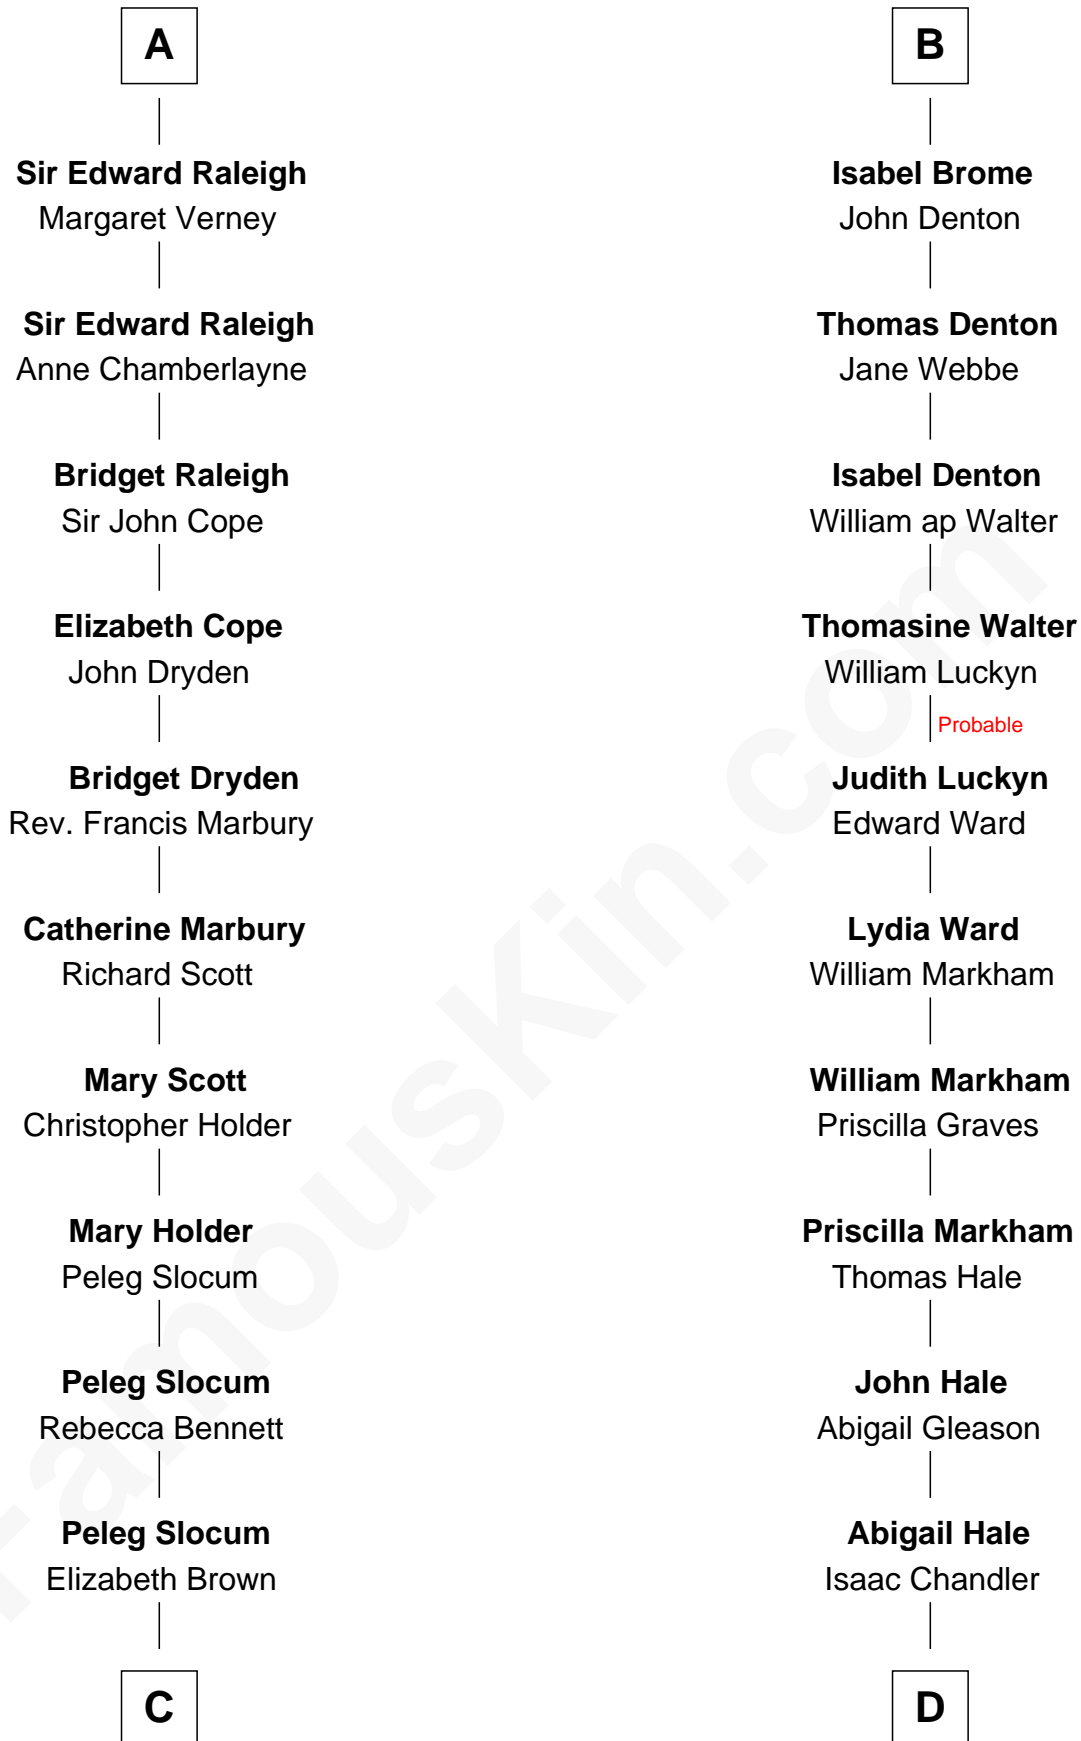 A
Sir Edward Raleigh
Margaret Verney
Sir Edward Raleigh
Anne Chamberlayne
Bridget Raleigh
Sir John Cope
Elizabeth Cope
John Dryden
Bridget Dryden
Rev. Francis Marbury
Catherine Marbury
Richard Scott
Mary Scott
Christopher Holder
Mary Holder
Peleg Slocum
Peleg Slocum
Rebecca Bennett
Peleg Slocum
Elizabeth Brown
C
B
Isabel Brome
John Denton
Thomas Denton
Jane Webbe
Isabel Denton
William ap Walter
Thomasine Walter
William Luckyn
Probable
Judith Luckyn
Edward Ward
Lydia Ward
William Markham
William Markham
Priscilla Graves
Priscilla Markham
Thomas Hale
John Hale
Abigail Gleason
Abigail Hale
Isaac Chandler
D
FamousKin.com